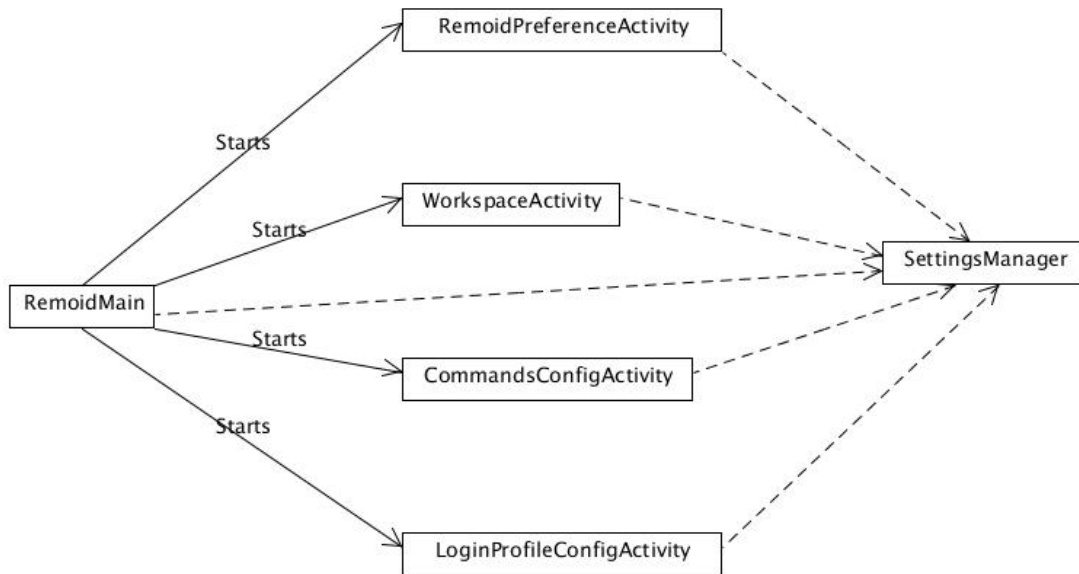 RemoidPreferenceActivity
Starts
WorkspaceActivity
Starts
SettingsManager
RemoidMain
Starts
CommandsConfigActivity
Starts
LoginProfileConfigActivity